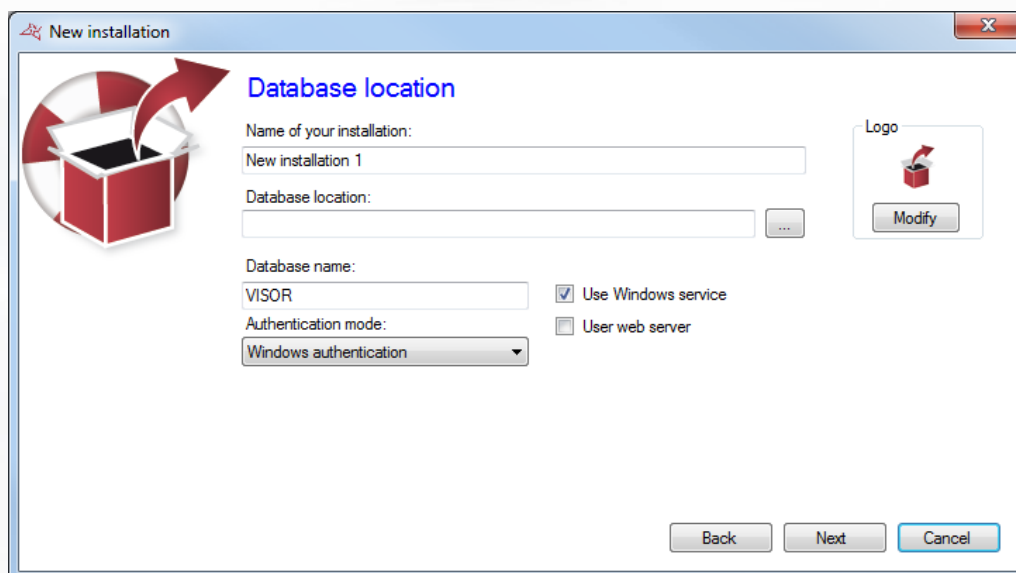 New installation
Database location
Name of your installation:
New installation 1
Logo
Database location:
...
Modify
Database name:
VISOR
Use Windows service
Authentication mode:
User web server
Windows authentication
Back
Next
Cancel